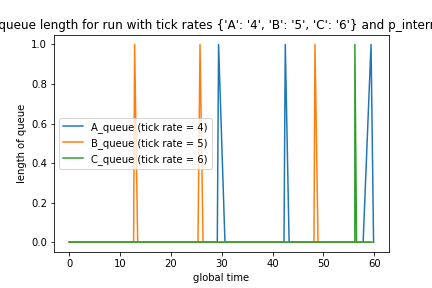 queue length for run with tick rates {'A': '4', 'B': '5', 'C': '6'} and
1.0
0.8
0.6
0.4
0.2
0.0
length of queue
A_queue (tick rate = 4)
B_queue (tick rate = 5)
C_queue (tick rate = 6)
0 10 20 30 40 50 60
global time